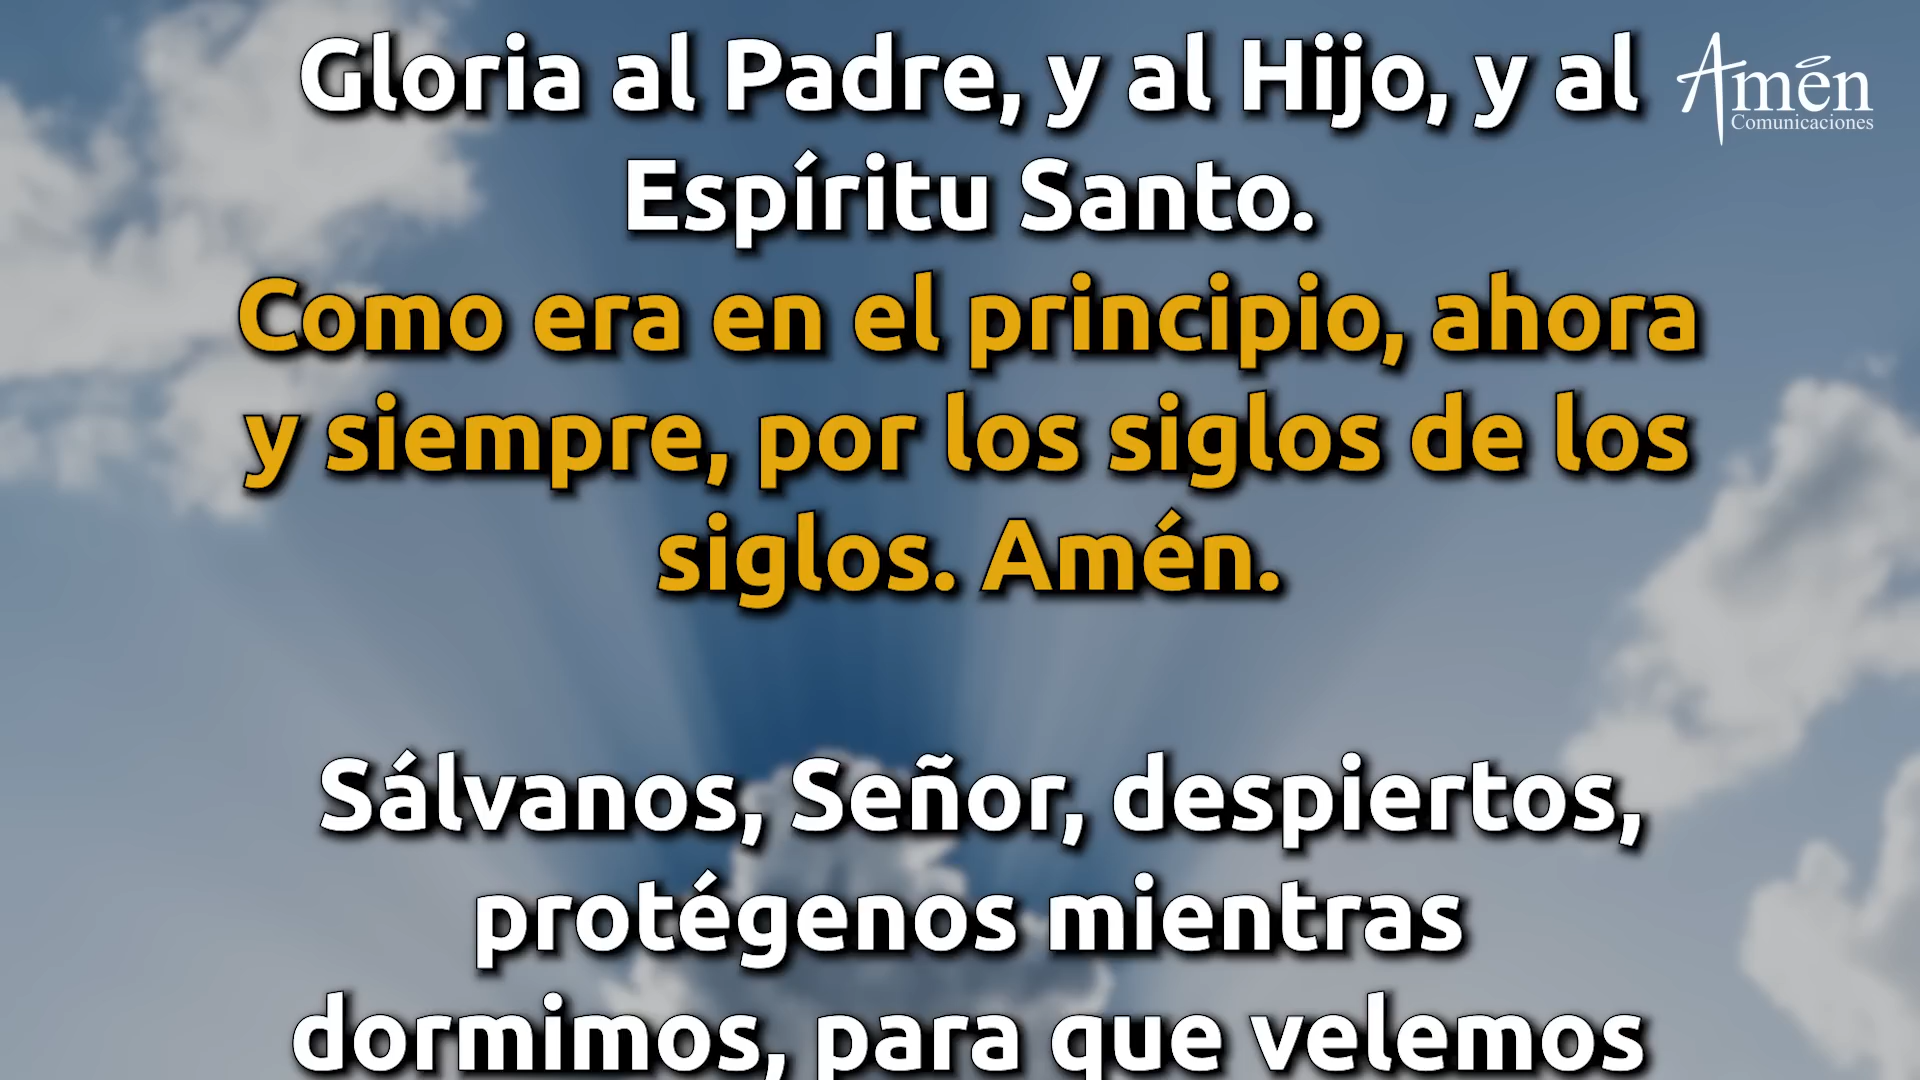 Gloria al Padre, y al Hijo, y al
Espíritu Santo.
Como era en el principio, ahora
y siempre, por los siglos de los
siglos. Amén.
Sálvanos, Señor, despiertos,
protégenos mientras
dormimos, para que velemos
Amén
Comunicaciones